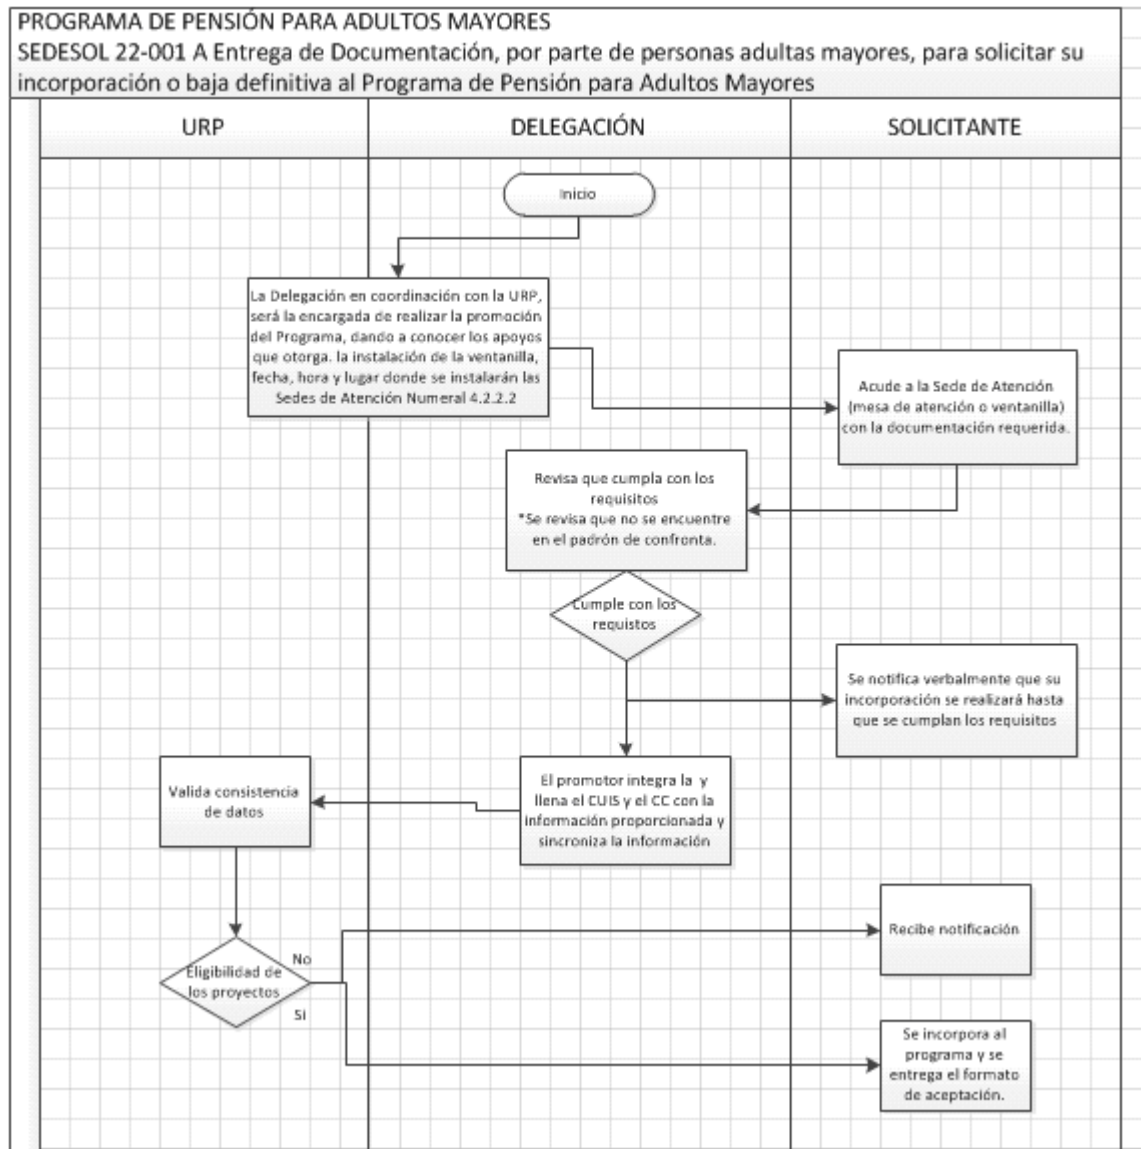 PROGRAMA DE PENSIÓN PARA ADULTOS MAYORES
SEDESOL 22-001 A Entrega de Documentación, por parte de personas adultas mayores, para solicitar su
incorporación o baja definitiva al Programa de Pensión para Adultos Mayores
URP
DELEGACIÓN
SOLICITANTE
Inicio
La Delegación en coordinación con la URP,
será la encargada de realizar la promoción
del Programa, dando a conocer los apoyos
que otorga. la instalación de la ventanilla,
fecha, hora y lugar donde se instalarán las
Sedes de Atención Numeral 4.2.2.2
Acude a la Sede de Atención
(mesa de atención o ventanilla)
con la documentación requerida.
Revisa que cumpla con los
requisitos
*Se revisa que no se encuentre
en el padrón de confronta.
Cumple con los
requistos
Se notifica verbalmente que su
incorporación se realizará hasta
que se cumplan los requisitos
El promotor integra la y
llena el CUIS y el CC con la
información proporcionada y
sincroniza la información
Valida consistencia
de datos
Eligibilidad de
los proyectos
No
Si
Recibe notificación
Se incorpora al
programa y se
entrega el formato
de aceptación.